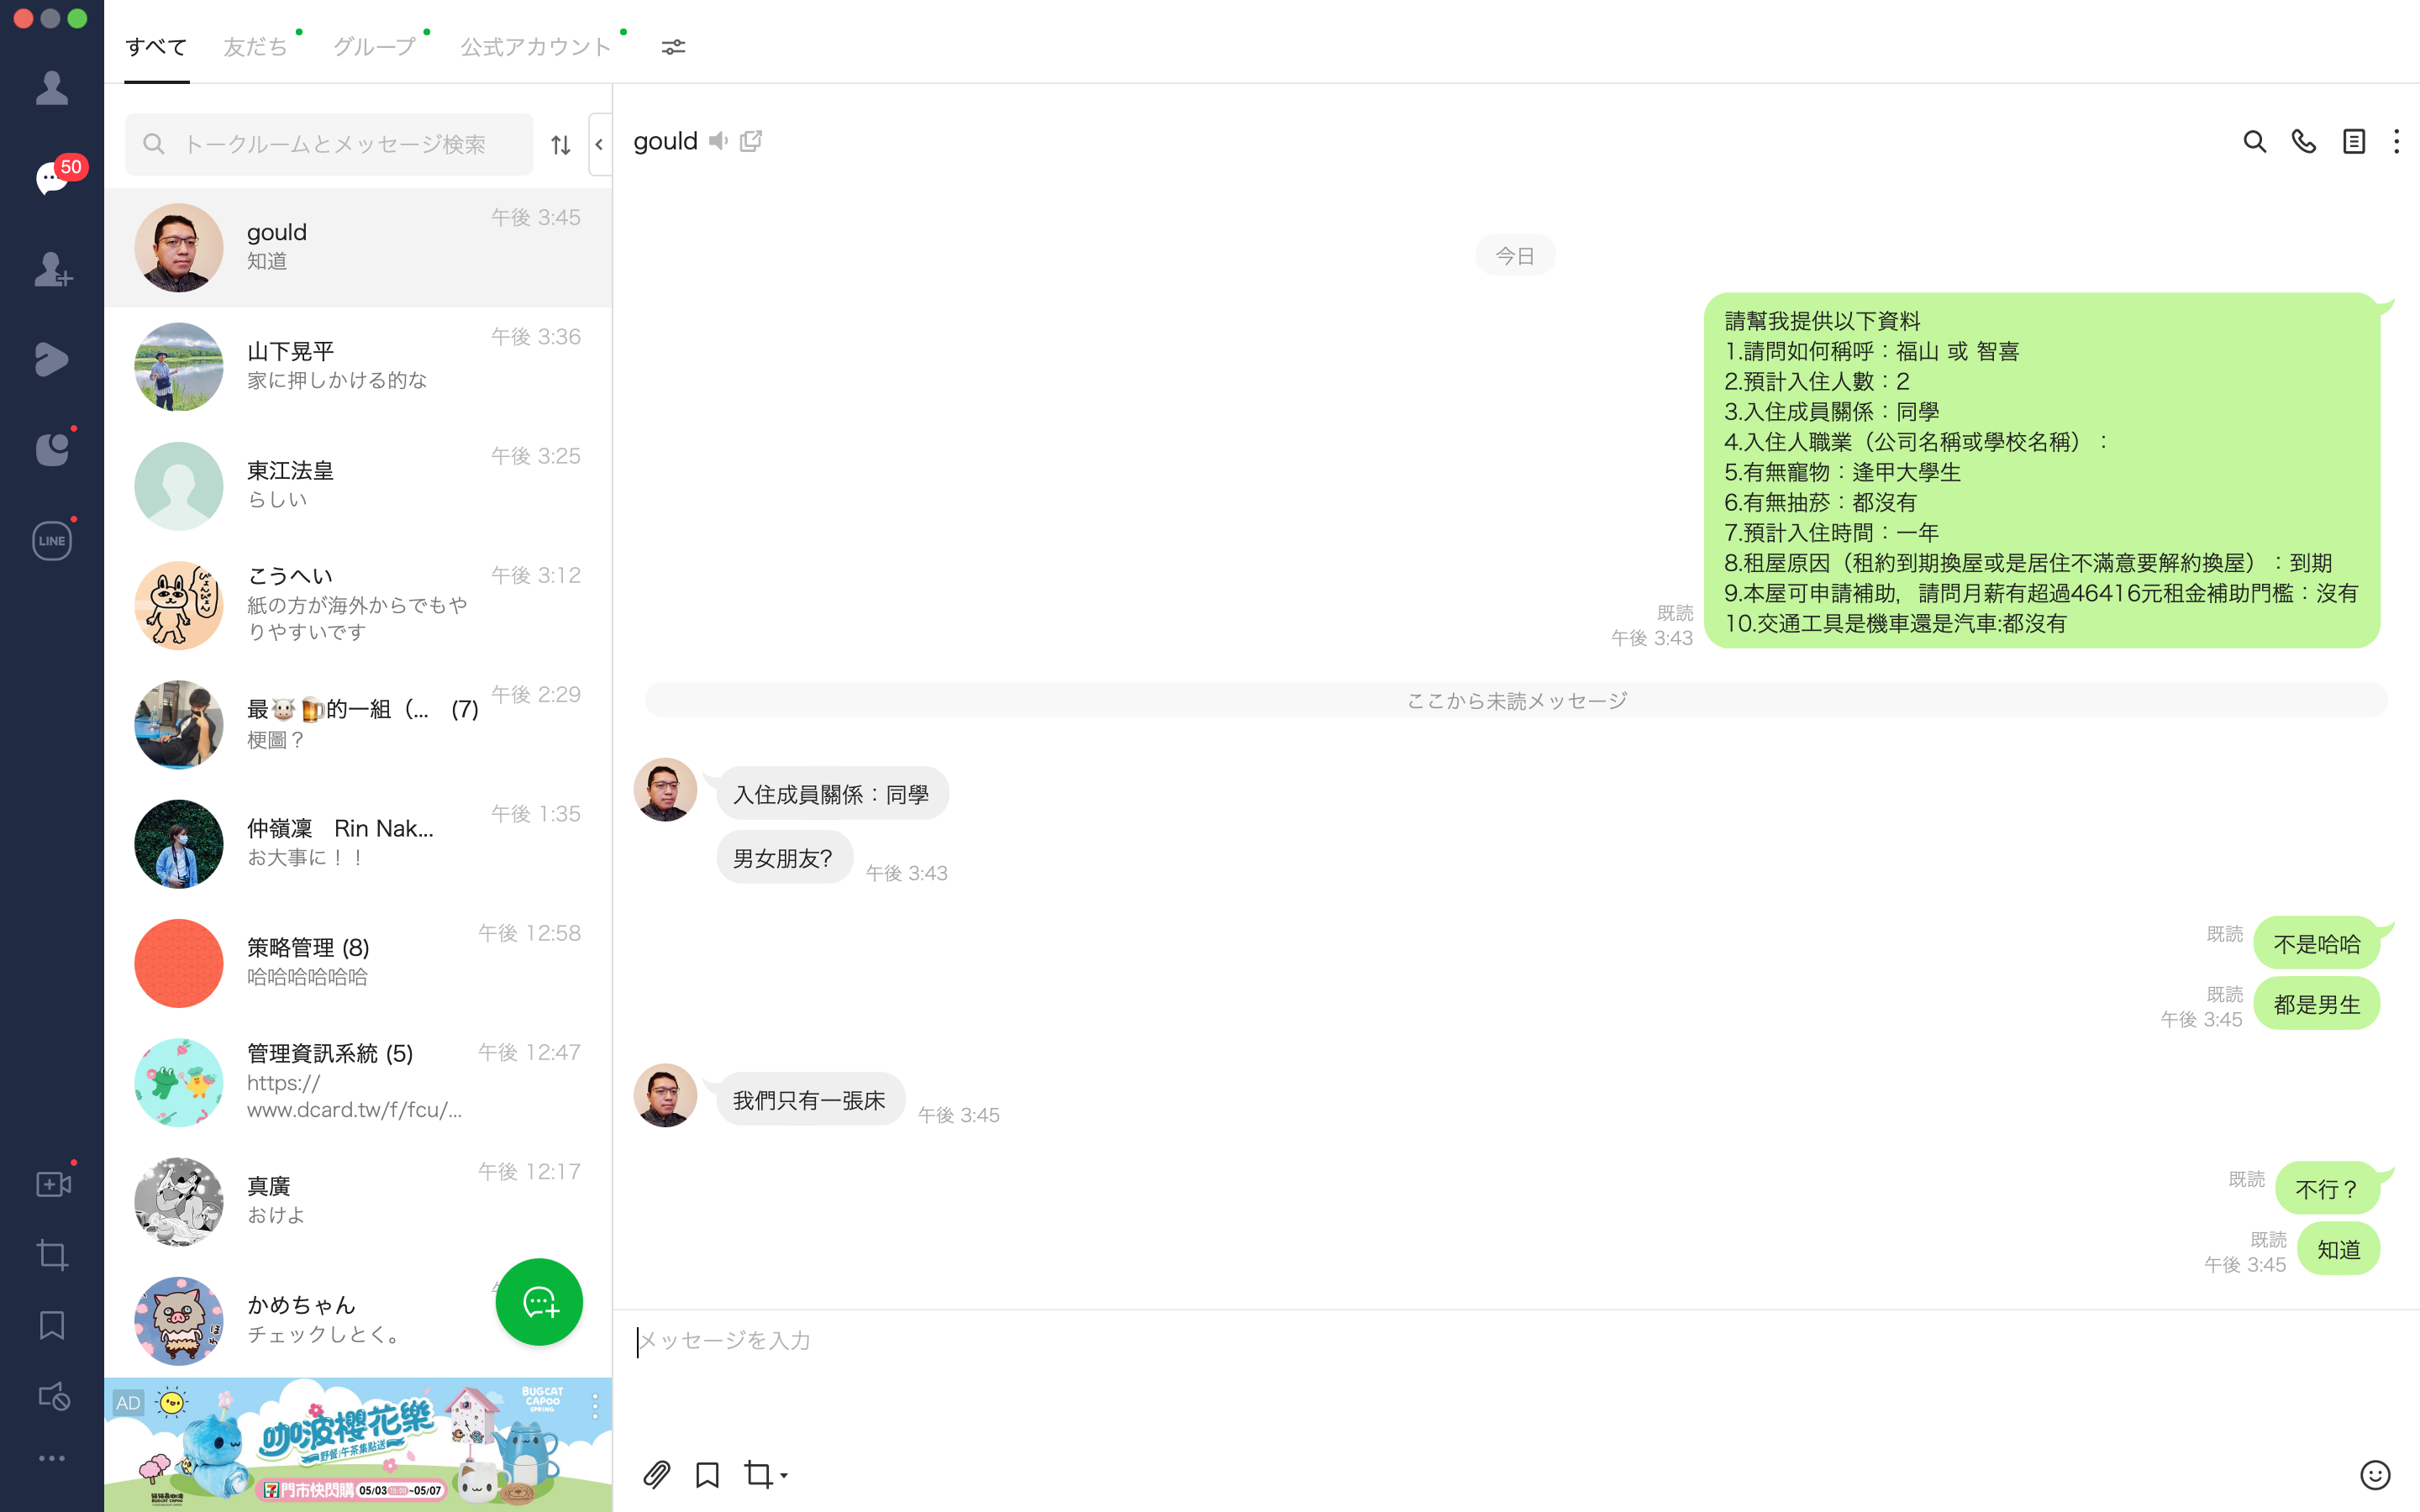 すべて
友だち
グループ
公式アカウント
50
LINE
トークルームとメッセージ検索
gould
午後 3:45
知道
山下晃平
午後 3:36
家に押しかける的な
東江法皇
午後 3:25
らしい
こうへい
午後 3:12
紙の方が海外からでもや
りやすいです
ぴょんぴょん
最🐮🍺的一組（... (7)
午後 2:29
梗圖？
仲嶺凜 Rin Nak...
午後 1:35
お大事に！！
策略管理 (8)
午後 12:58
哈哈哈哈哈哈
管理資訊系統 (5)
午後 12:47
https://
www.dcard.tw/f/fcu/...
真廣
午後 12:17
おけよ
かめちゃん
チェックしとく。
AD
咖波櫻花樂
野餐午茶集點送
BUGCAT
CAPOO
SPRING
門市快閃購 05/03 15:00~05/07
gould
今日
請幫我提供以下資料
1.請問如何稱呼：福山 或 智喜
2.預計入住人數：2
3.入住成員關係：同學
4.入住人職業（公司名稱或學校名稱）：
5.有無寵物：逢甲大學生
6.有無抽菸：都沒有
7.預計入住時間：一年
8.租屋原因（租約到期換屋或是居住不滿意要解約換屋）：到期
9.本屋可申請補助，請問月薪有超過46416元租金補助門檻：沒有
10.交通工具是機車還是汽車:都沒有
既読
午後 3:43
ここから未読メッセージ
入住成員關係：同學
男女朋友?
午後 3:43
既読
不是哈哈
既読
午後 3:45
都是男生
我們只有一張床
午後 3:45
既読
不行？
既読
午後 3:45
知道
メッセージを入力